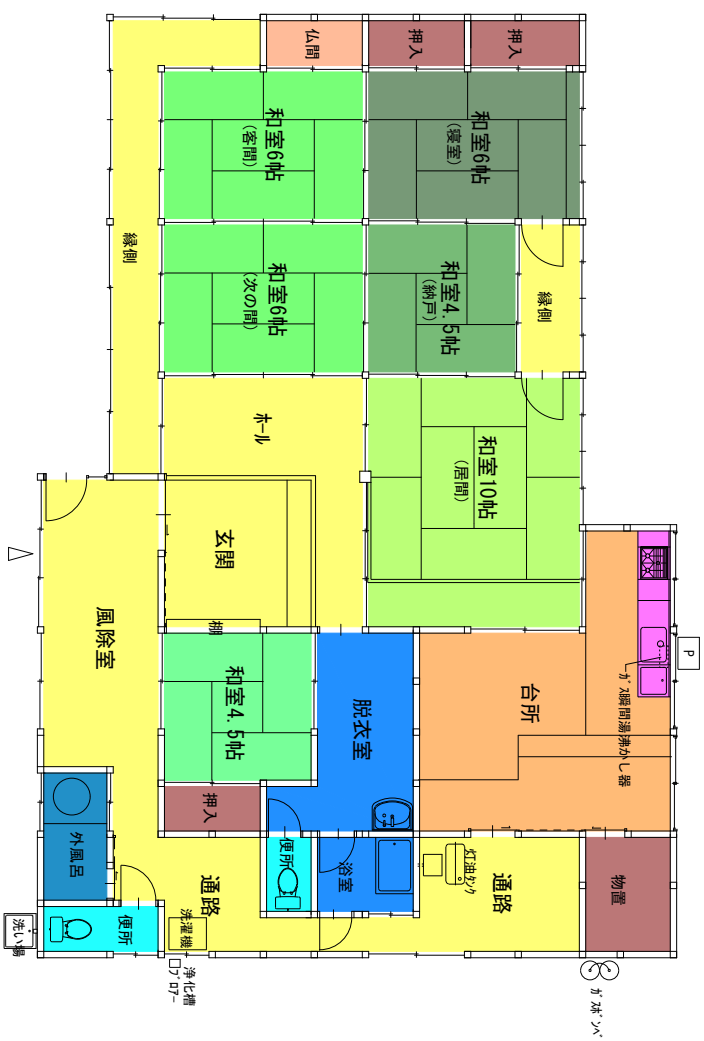 仏間
押入
押入
和室6帖
(客間)
和室6帖
(寝室)
縁側
和室6帖
(次の間)
和室4.5帖
(納戸)
縁側
ホール
和室10帖
(居間)
玄関
棚
風除室
和室4.5帖
脱衣室
台所
P
ガス瞬間湯沸かし器
押入
外風呂
便所
浴室
灯油タンク
通路
物置
通路
便所
洗濯機
洗い場
浄化槽
ブロアー
ガスボンベ